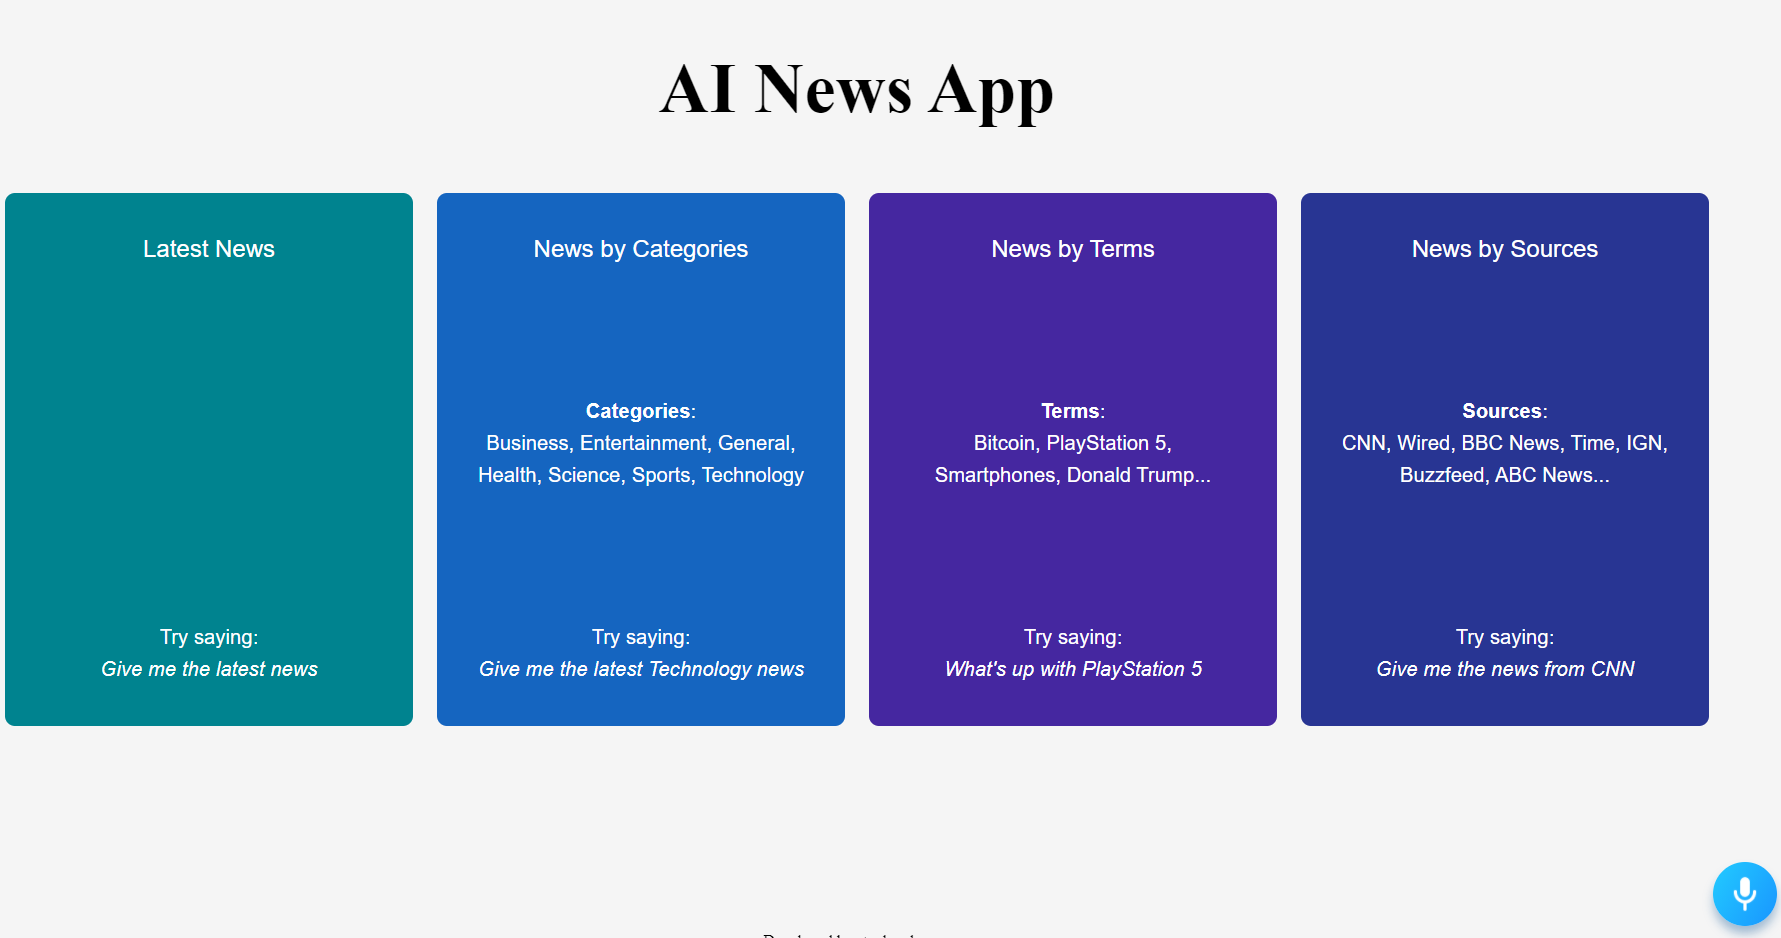 AI News App
Latest News
Try saying:
Give me the latest news
News by Categories
Categories:
Business, Entertainment, General,
Health, Science, Sports, Technology
Try saying:
Give me the latest Technology news
News by Terms
Terms:
Bitcoin, PlayStation 5,
Smartphones, Donald Trump...
Try saying:
What's up with PlayStation 5
News by Sources
Sources:
CNN, Wired, BBC News, Time, IGN,
Buzzfeed, ABC News...
Try saying:
Give me the news from CNN